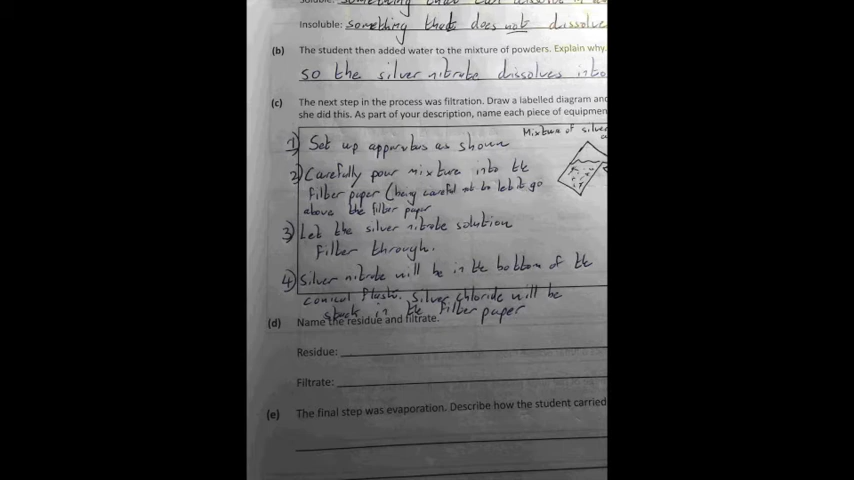 Insoluble: something that does not dissolve
(b) The student then added water to the mixture of powders. Explain why.
so the silver nitrate dissolves into
(c) The next step in the process was filtration. Draw a labelled diagram and
she did this. As part of your description, name each piece of equipmen
Mixture of silver
1) Set up apparatus as shown
2) Carefully pour mixture into the
filter paper (being careful not to let it go
above the filter paper
3) Let the silver nitrate solution
filter through.
4) Silver nitrate will be in the bottom of the
conical flask. Silver chloride will be
stuck in the filter paper
(d) Name the residue and filtrate.
Residue:
Filtrate:
(e) The final step was evaporation. Describe how the student carried